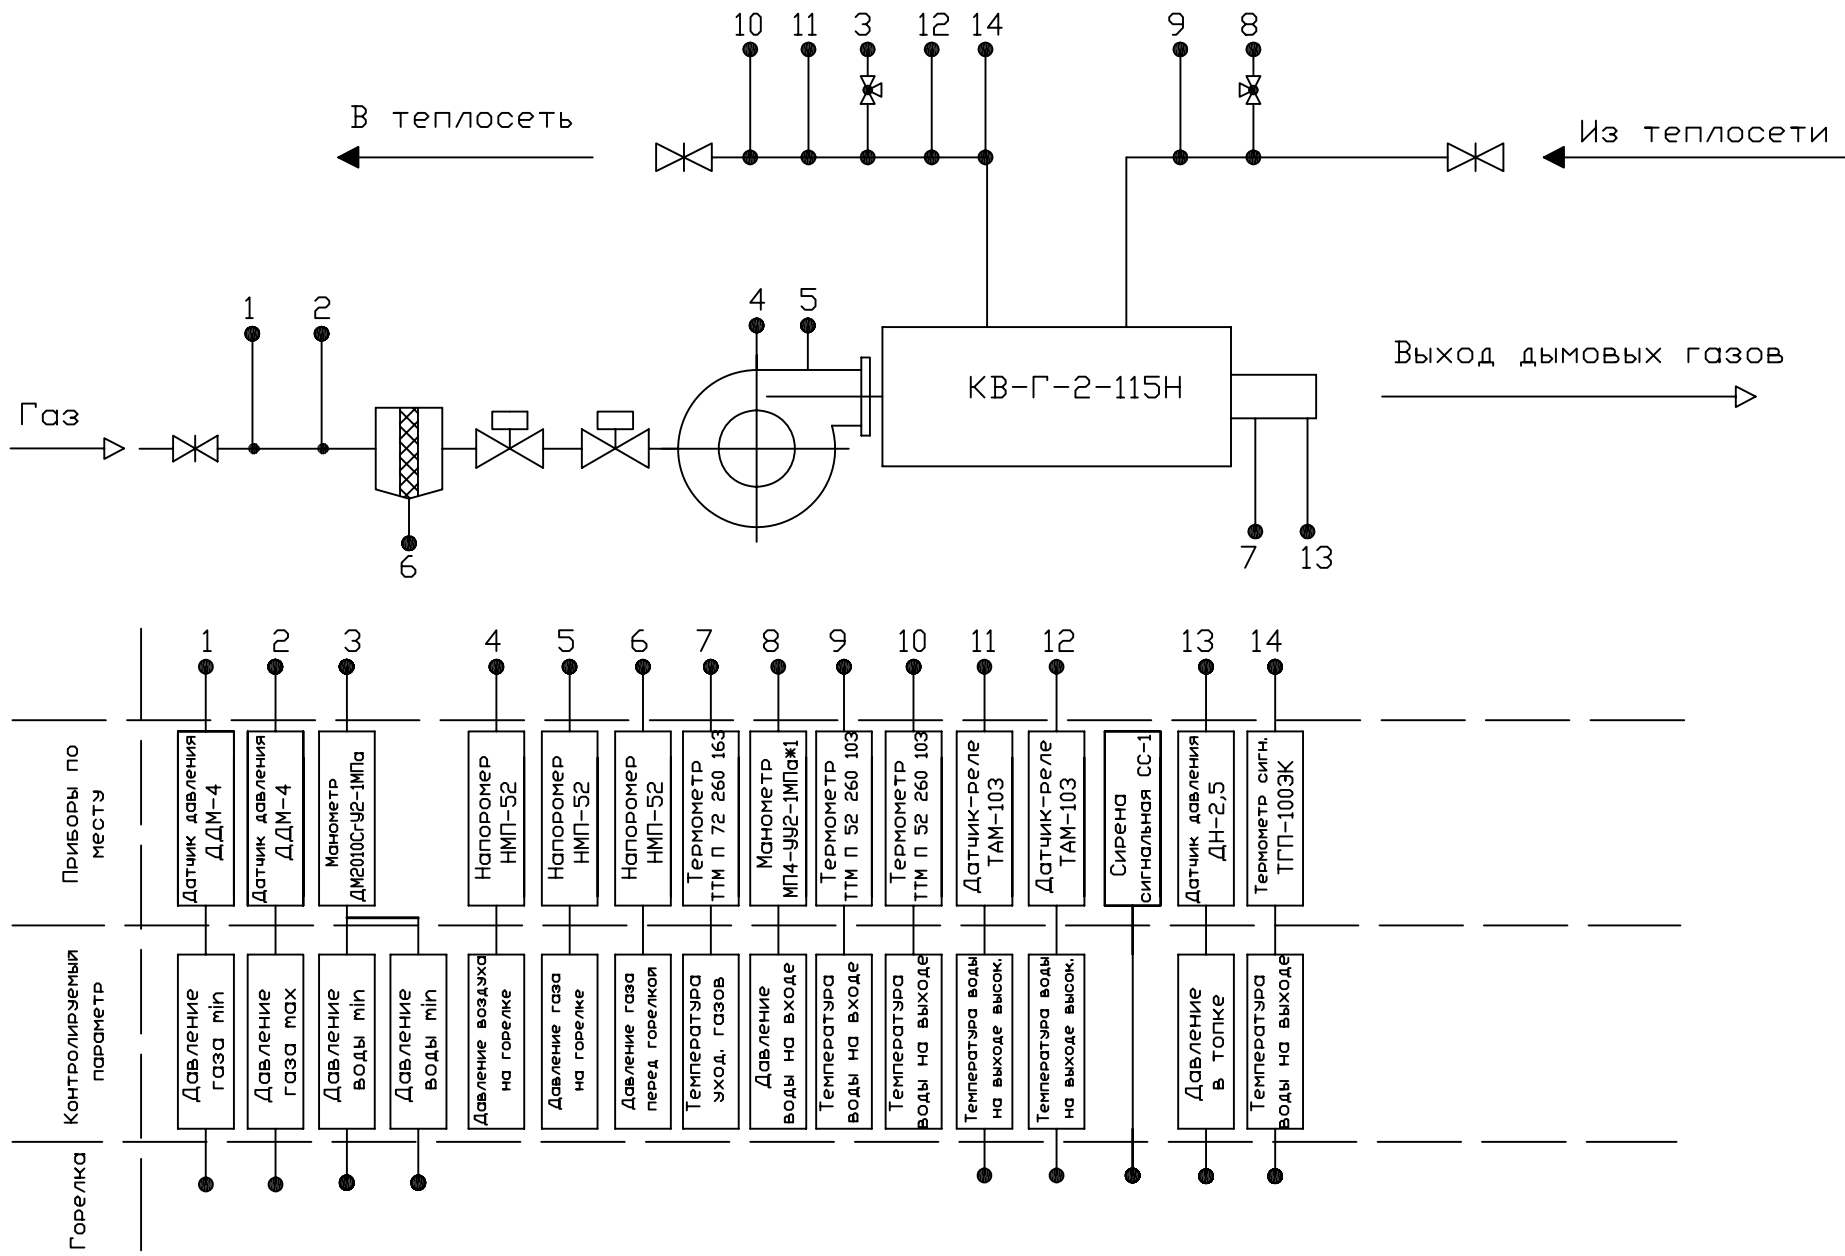 10 11 3 12 14 9 8
В теплосеть
Из теплосети
1 2 4 5
Выход дымовых газов
КВ-Г-2-115Н
Газ
6 7 13
1 2 3 4 5 6 7 8 9 10 11 12 13 14
Приборы по
месту
Датчик давления
ДДМ-4
Датчик давления
ДДМ-4
Манометр
ДМ2010СгУ2-1МПа
Напоромер
НМП-52
Напоромер
НМП-52
Напоромер
НМП-52
Термометр
ТТМ П 72 260 163
Манометр
МП4-УУ2-1МПаж1
Термометр
ТТМ П 52 260 103
Термометр
ТТМ П 52 260 103
Датчик-реле
ТАМ-103
Датчик-реле
ТАМ-103
Сирена
сигнальная СС-1
Датчик давления
ДН-2,5
Термометр сигн.
ТГП-100ЭК
Контролируемый
параметр
Давление
газа min
Давление
газа max
Давление
воды min
Давление
воды min
Давление воздуха
на горелке
Давление газа
на горелке
Давление газа
перед горелкой
Температура
уход. газов
Давление
воды на входе
Температура
воды на входе
Температура
воды на выходе
Температура воды
на выходе высок.
Температура воды
на выходе высок.
Давление
в топке
Температура
воды на выходе
Горелка